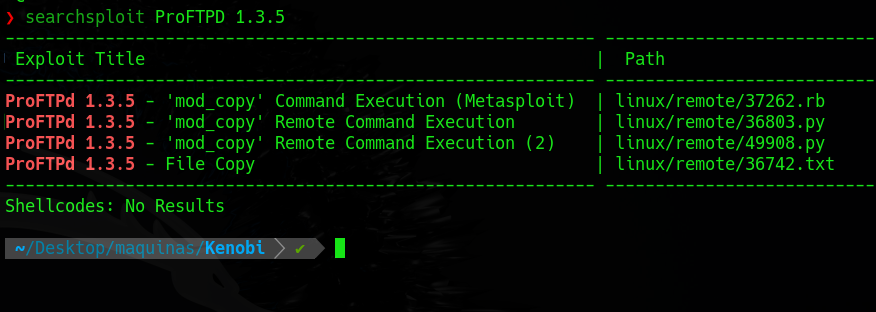 ❯ searchsploit ProFTPD 1.3.5
----------------------------------------------------------- ---------------------------
 Exploit Title                                             |  Path
----------------------------------------------------------- ---------------------------
ProFTPd 1.3.5 - 'mod_copy' Command Execution (Metasploit)  | linux/remote/37262.rb
ProFTPd 1.3.5 - 'mod_copy' Remote Command Execution        | linux/remote/36803.py
ProFTPd 1.3.5 - 'mod_copy' Remote Command Execution (2)    | linux/remote/49908.py
ProFTPd 1.3.5 - File Copy                                  | linux/remote/36742.txt
----------------------------------------------------------- ---------------------------
Shellcodes: No Results
~/Desktop/maquinas/Kenobi ✔